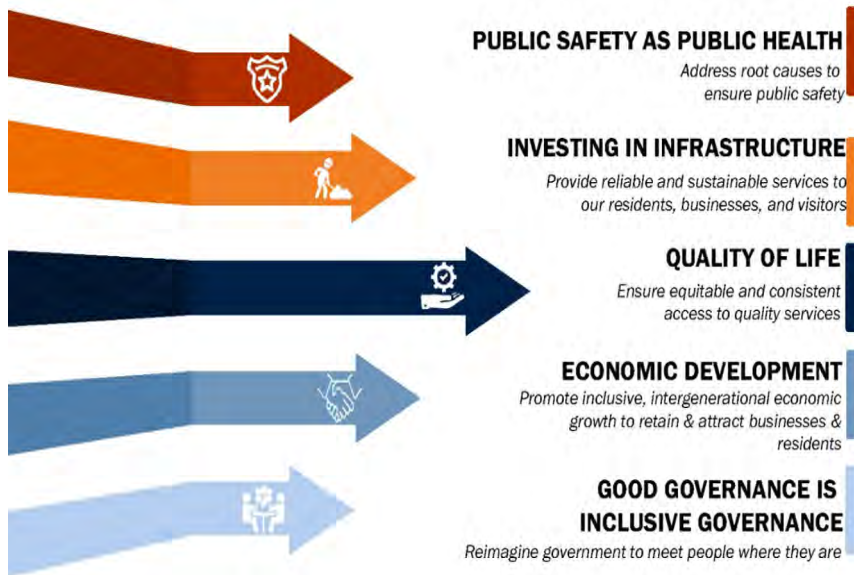 PUBLIC SAFETY AS PUBLIC HEALTH
Address root causes to
ensure public safety
INVESTING IN INFRASTRUCTURE
Provide reliable and sustainable services to
our residents, businesses, and visitors
QUALITY OF LIFE
Ensure equitable and consistent
access to quality services
ECONOMIC DEVELOPMENT
Promote inclusive, intergenerational economic
growth to retain & attract businesses &
residents
GOOD GOVERNANCE IS
INCLUSIVE GOVERNANCE
Reimagine government to meet people where they are